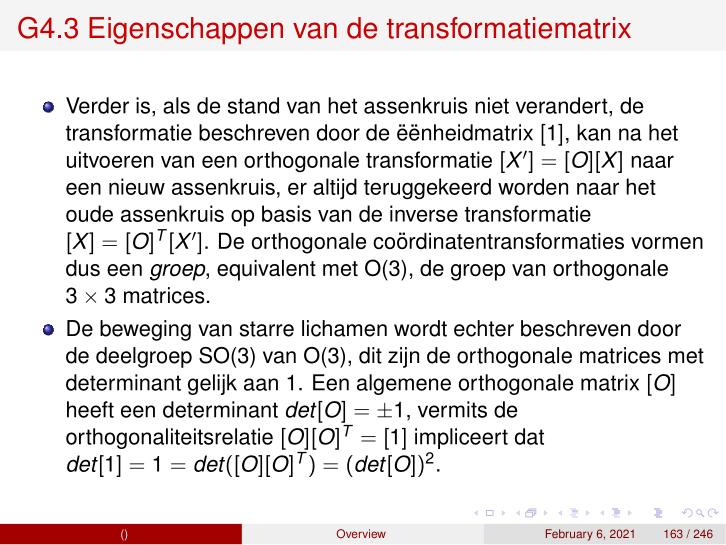 G4.3 Eigenschappen van de transformatiematrix
Verder is, als de stand van het assenkruis niet verandert, de
transformatie beschreven door de ëënheidmatrix [1], kan na het
uitvoeren van een orthogonale transformatie [X′] = [O][X] naar
een nieuw assenkruis, er altijd teruggekeerd worden naar het
oude assenkruis op basis van de inverse transformatie
[X] = [O]^T[X′]. De orthogonale coördinatentransformaties vormen
dus een groep, equivalent met O(3), de groep van orthogonale
3 × 3 matrices.
De beweging van starre lichamen wordt echter beschreven door
de deelgroep SO(3) van O(3), dit zijn de orthogonale matrices met
determinant gelijk aan 1. Een algemene orthogonale matrix [O]
heeft een determinant det[O] = ±1, vermits de
orthogonaliteitsrelatie [O][O]^T = [1] impliceert dat
det[1] = 1 = det([O][O]^T) = (det[O])².
() Overview February 6, 2021 163 / 246